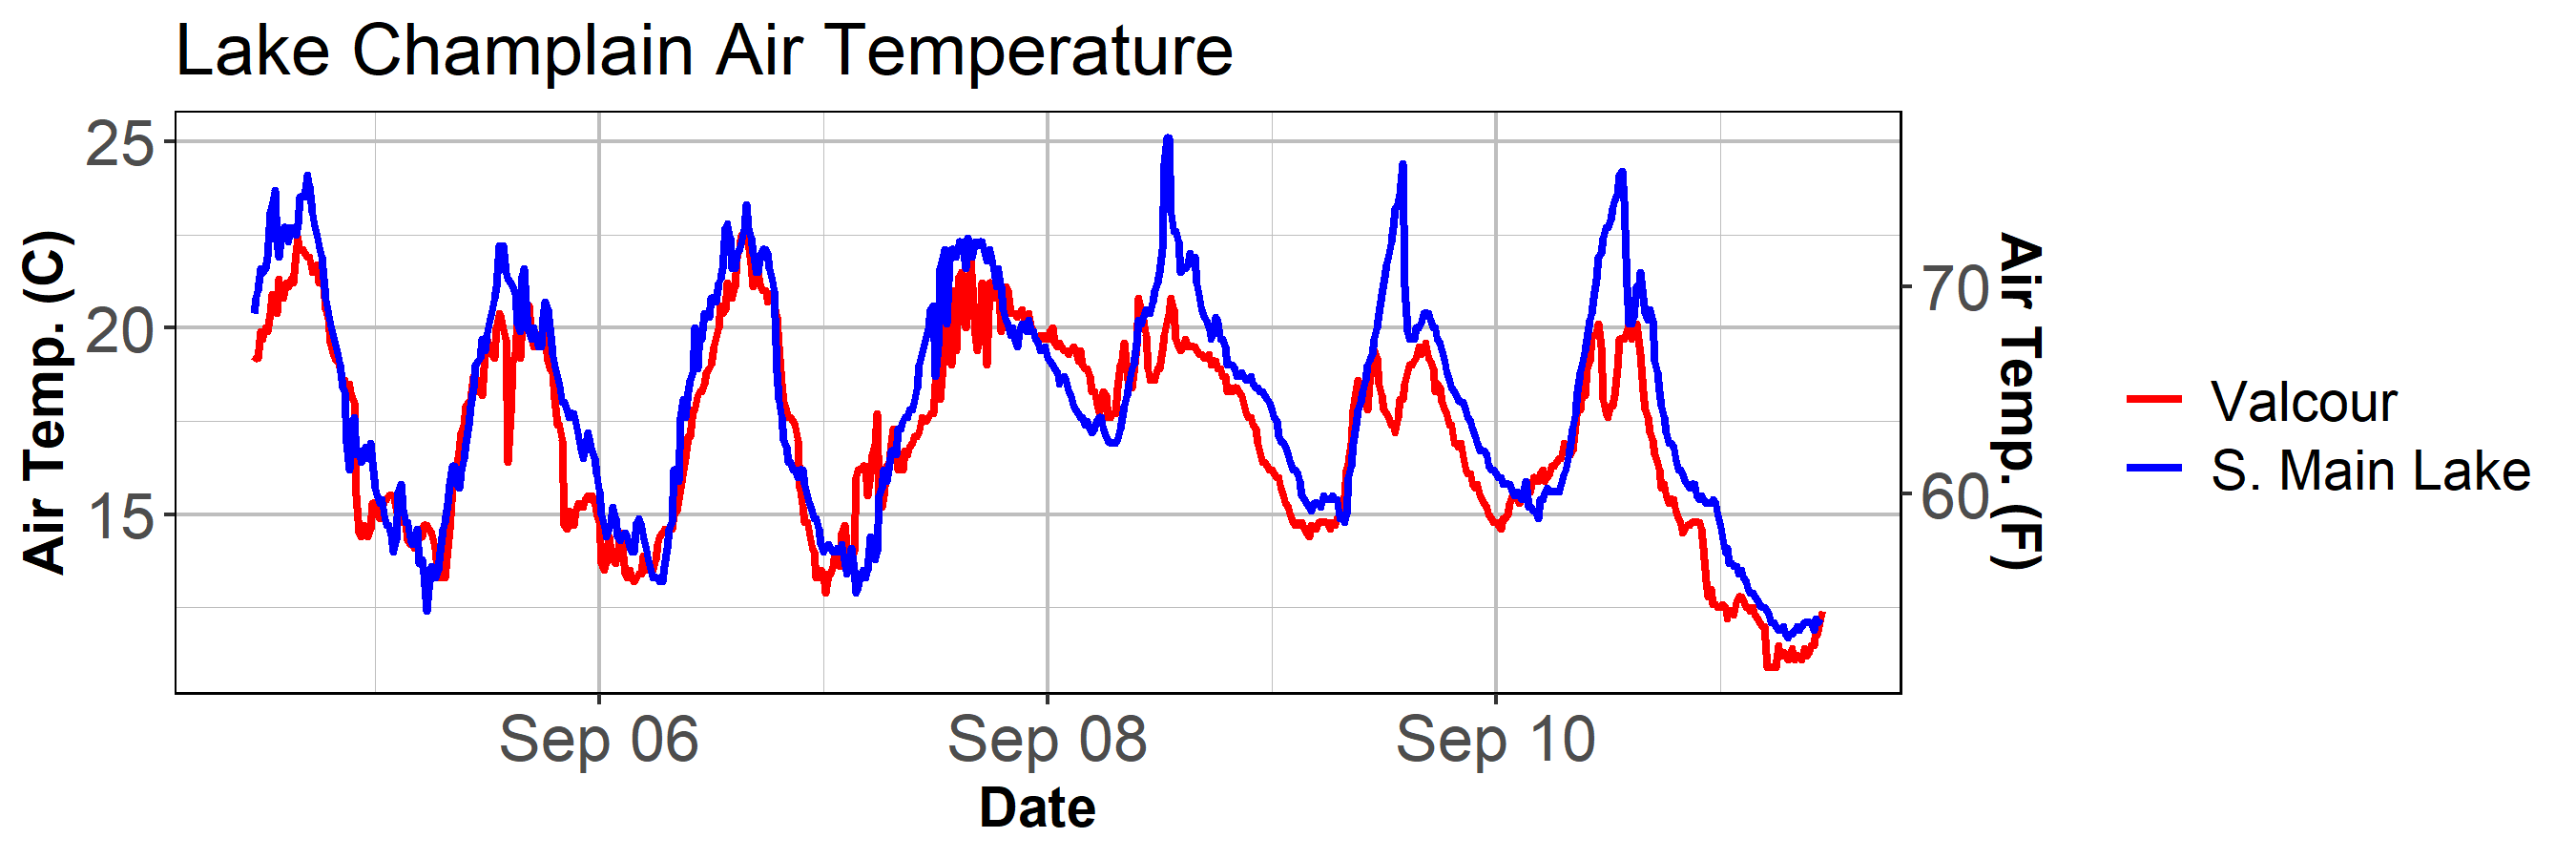 Lake Champlain Air Temperature
Air Temp. (C)
25
20
15
70
60
Air Temp. (F)
Sep 06
Sep 08
Sep 10
Date
Valcour
S. Main Lake